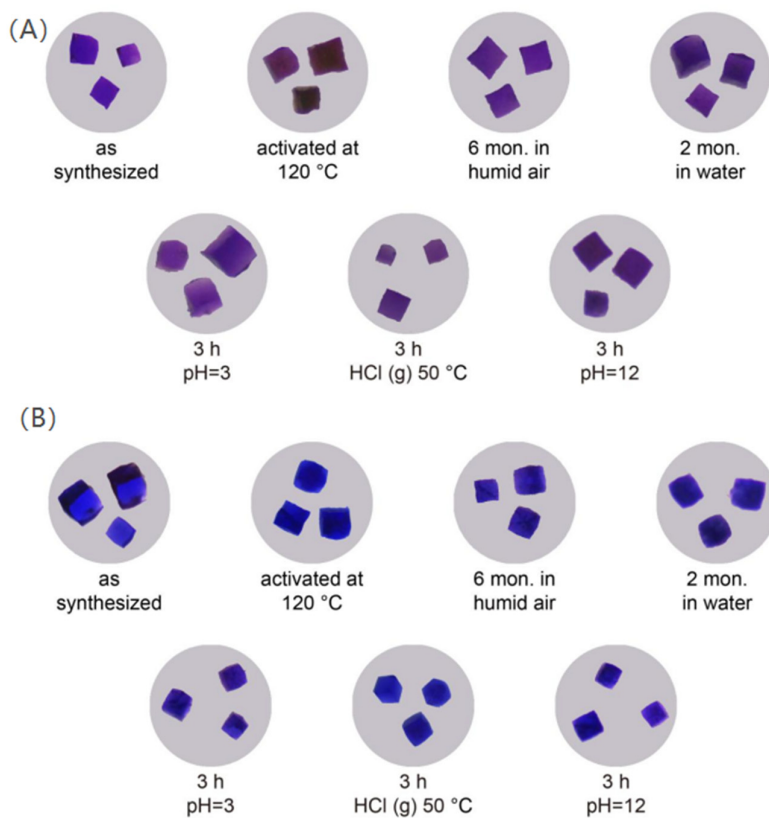 (A)
as
synthesized
activated at
120 °C
6 mon. in
humid air
2 mon.
in water
3 h
pH=3
3 h
HCl (g) 50 °C
3 h
pH=12
(B)
as
synthesized
activated at
120 °C
6 mon. in
humid air
2 mon.
in water
3 h
pH=3
3 h
HCl (g) 50 °C
3 h
pH=12